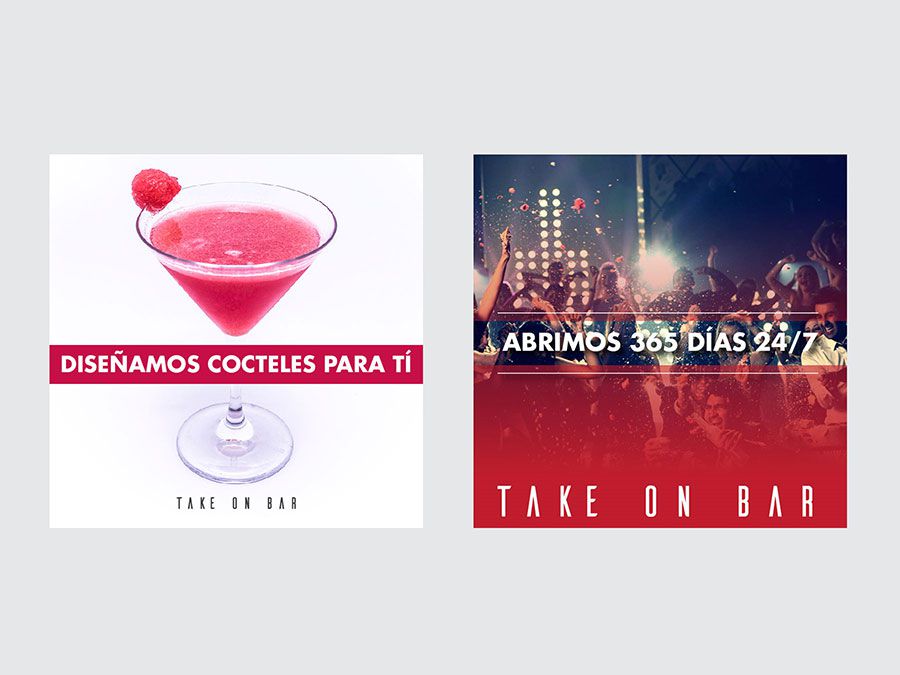 DISEÑAMOS COCTELES PARA TÍ
TAKE ON BAR
ABRIMOS 365 DÍAS 24/7
TAKE ON BAR